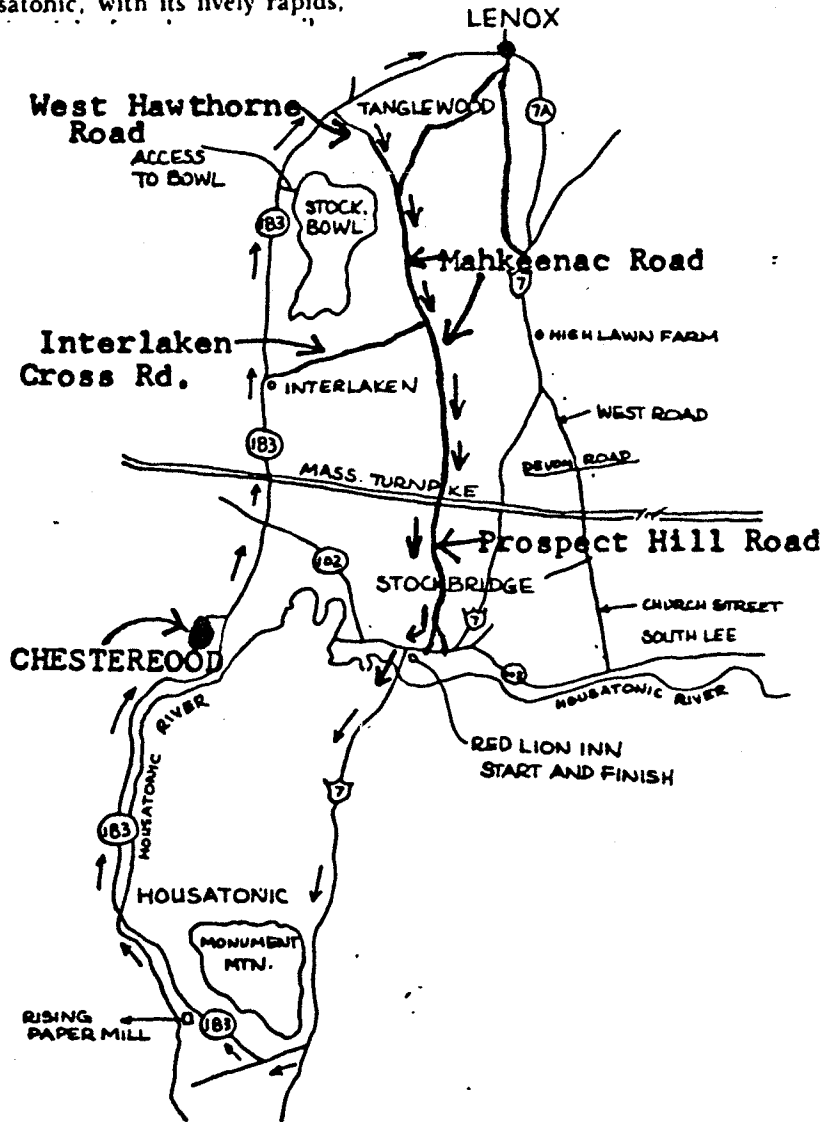 satonic, with its lively rapids,
LENOX
West Hawthorne
Road
TANGLEWOOD
7A
ACCESS
TO BOWL
STOCK.
BOWL
183
Mahkeenac Road
7
HIGH LAWN FARM
Interlaken
Cross Rd.
INTERLAKEN
WEST ROAD
183
DEVON ROAD
MASS. TURNPIKE
Prospect Hill Road
102
STOCKBRIDGE
7
CHURCH STREET
SOUTH LEE
CHESTEREOOD
102
HOUSATONIC RIVER
HOUSATONIC RIVER
RED LION INN
START AND FINISH
7
183
HOUSATONIC
MONUMENT
MTN.
RISING
PAPER MILL
183